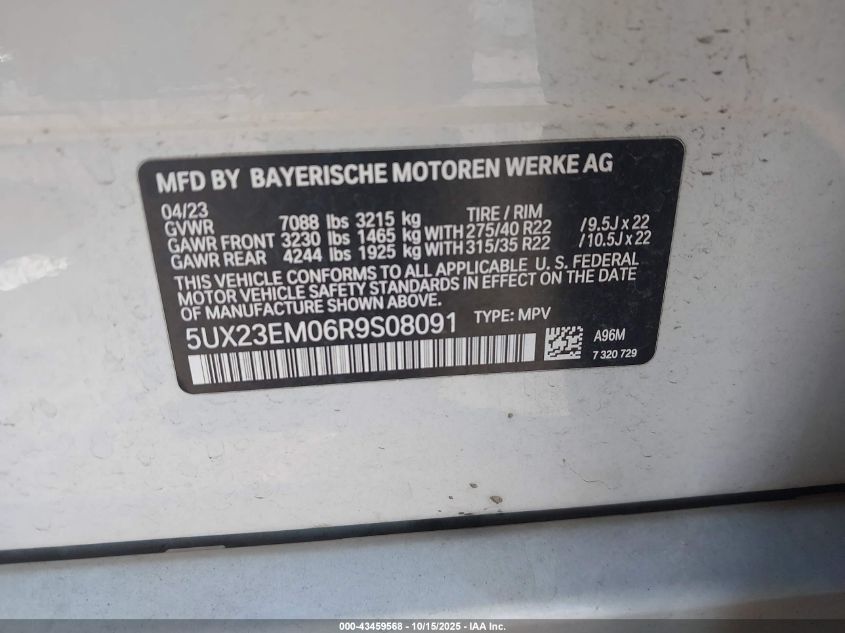 MFD BY BAYERISCHE MOTOREN WERKE AG
04/23 TIRE / RIM
GVWR 7088 lbs 3215 kg
GAWR FRONT 3230 lbs 1465 kg WITH 275/40 R22 / 9.5J x 22
GAWR REAR 4244 lbs 1925 kg WITH 315/35 R22 / 10.5J x 22
THIS VEHICLE CONFORMS TO ALL APPLICABLE U. S. FEDERAL
MOTOR VEHICLE SAFETY STANDARDS IN EFFECT ON THE DATE
OF MANUFACTURE SHOWN ABOVE.
5UX23EM06R9S08091 TYPE: MPV
A96M
7 320 729
000-43459568 - 10/15/2025 - IAA Inc.